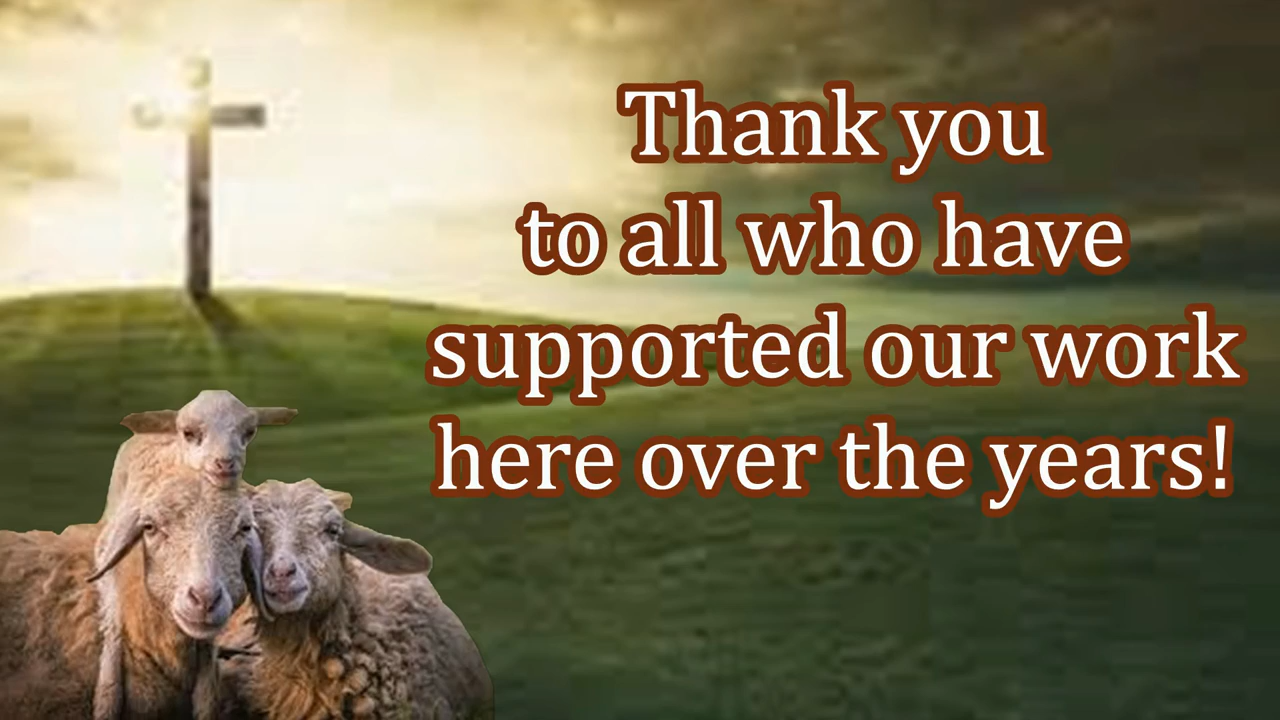 Thank you
to all who have
supported our work
here over the years!